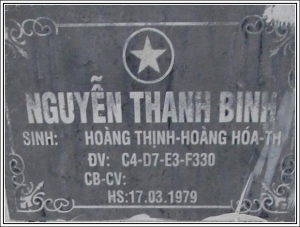 NGUYỄN THANH BÌNH
SINH: HOÀNG THỊNH-HOÀNG HÓA-TH
ĐV: C4-D7-E3-F330
CB-CV:
HS:17.03.1979